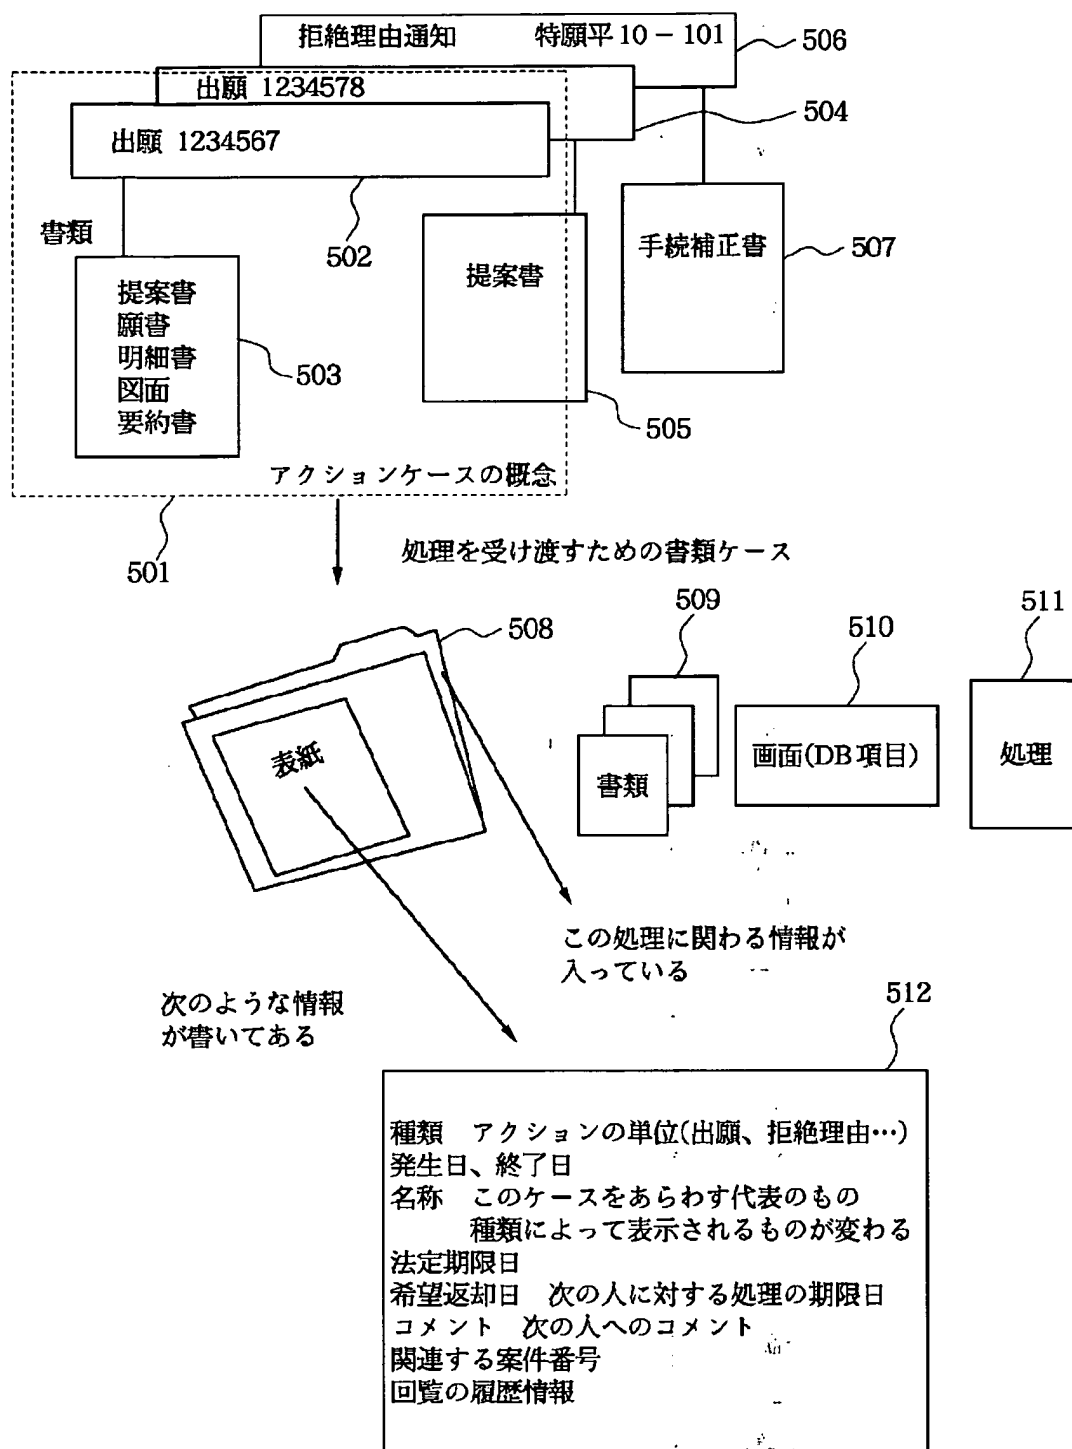 拒絶理由通知　特願平10－101
506
出願 1234578
504
出願 1234567
502
書類
提案書
願書
明細書
図面
要約書
503
提案書
505
手続補正書
507
アクションケースの概念
501
処理を受け渡すための書類ケース
508
509
510
511
表紙
書類
画面(DB項目)
処理
この処理に関わる情報が
入っている
次のような情報
が書いてある
512
種類　アクションの単位(出願、拒絶理由…)
発生日、終了日
名称　このケースをあらわす代表のもの
種類によって表示されるものが変わる
法定期限日
希望返却日　次の人に対する処理の期限日
コメント　次の人へのコメント
関連する案件番号
回覧の履歴情報